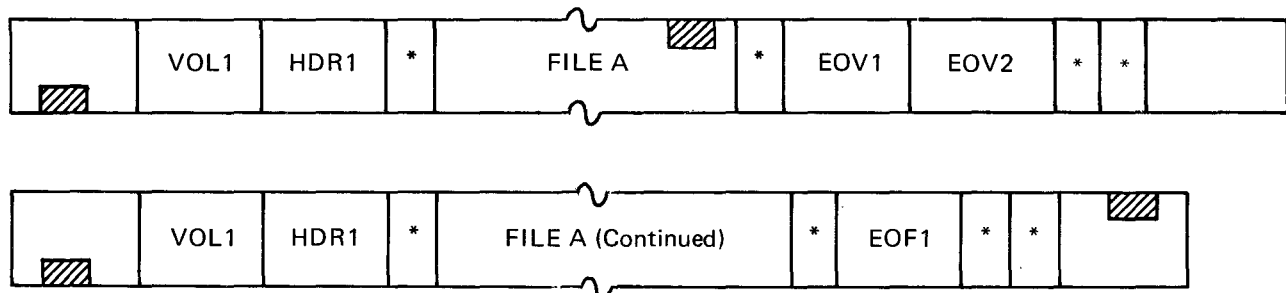 VOL1 HDR1 * FILE A * EOV1 EOV2 * *
VOL1 HDR1 * FILE A (Continued) * EOF1 * *